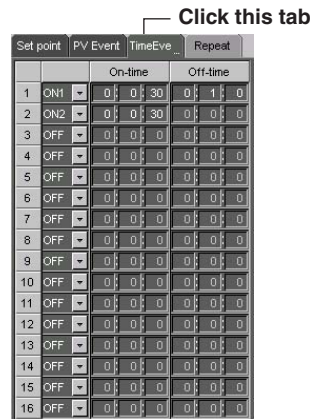 Click this tab
Set point PV Event TimeEve... Repeat
On-time Off-time
1 ON1 0 : 0 : 30 0 : 1 : 0
2 ON2 0 : 0 : 30 0 : 0 : 0
3 OFF 0 : 0 : 0 0 : 0 : 0
4 OFF 0 : 0 : 0 0 : 0 : 0
5 OFF 0 : 0 : 0 0 : 0 : 0
6 OFF 0 : 0 : 0 0 : 0 : 0
7 OFF 0 : 0 : 0 0 : 0 : 0
8 OFF 0 : 0 : 0 0 : 0 : 0
9 OFF 0 : 0 : 0 0 : 0 : 0
10 OFF 0 : 0 : 0 0 : 0 : 0
11 OFF 0 : 0 : 0 0 : 0 : 0
12 OFF 0 : 0 : 0 0 : 0 : 0
13 OFF 0 : 0 : 0 0 : 0 : 0
14 OFF 0 : 0 : 0 0 : 0 : 0
15 OFF 0 : 0 : 0 0 : 0 : 0
16 OFF 0 : 0 : 0 0 : 0 : 0